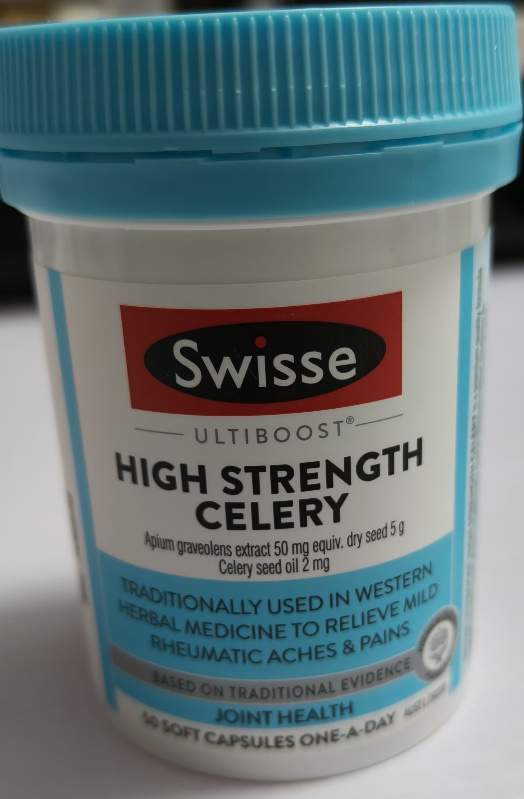 Swisse
ULTIBOOST®
HIGH STRENGTH
CELERY
Apium graveolens extract 50 mg equiv. dry seed 5 g
Celery seed oil 2 mg
TRADITIONALLY USED IN WESTERN
HERBAL MEDICINE TO RELIEVE MILD
RHEUMATIC ACHES & PAINS
BASED ON TRADITIONAL EVIDENCE
JOINT HEALTH
50 SOFT CAPSULES ONE-A-DAY